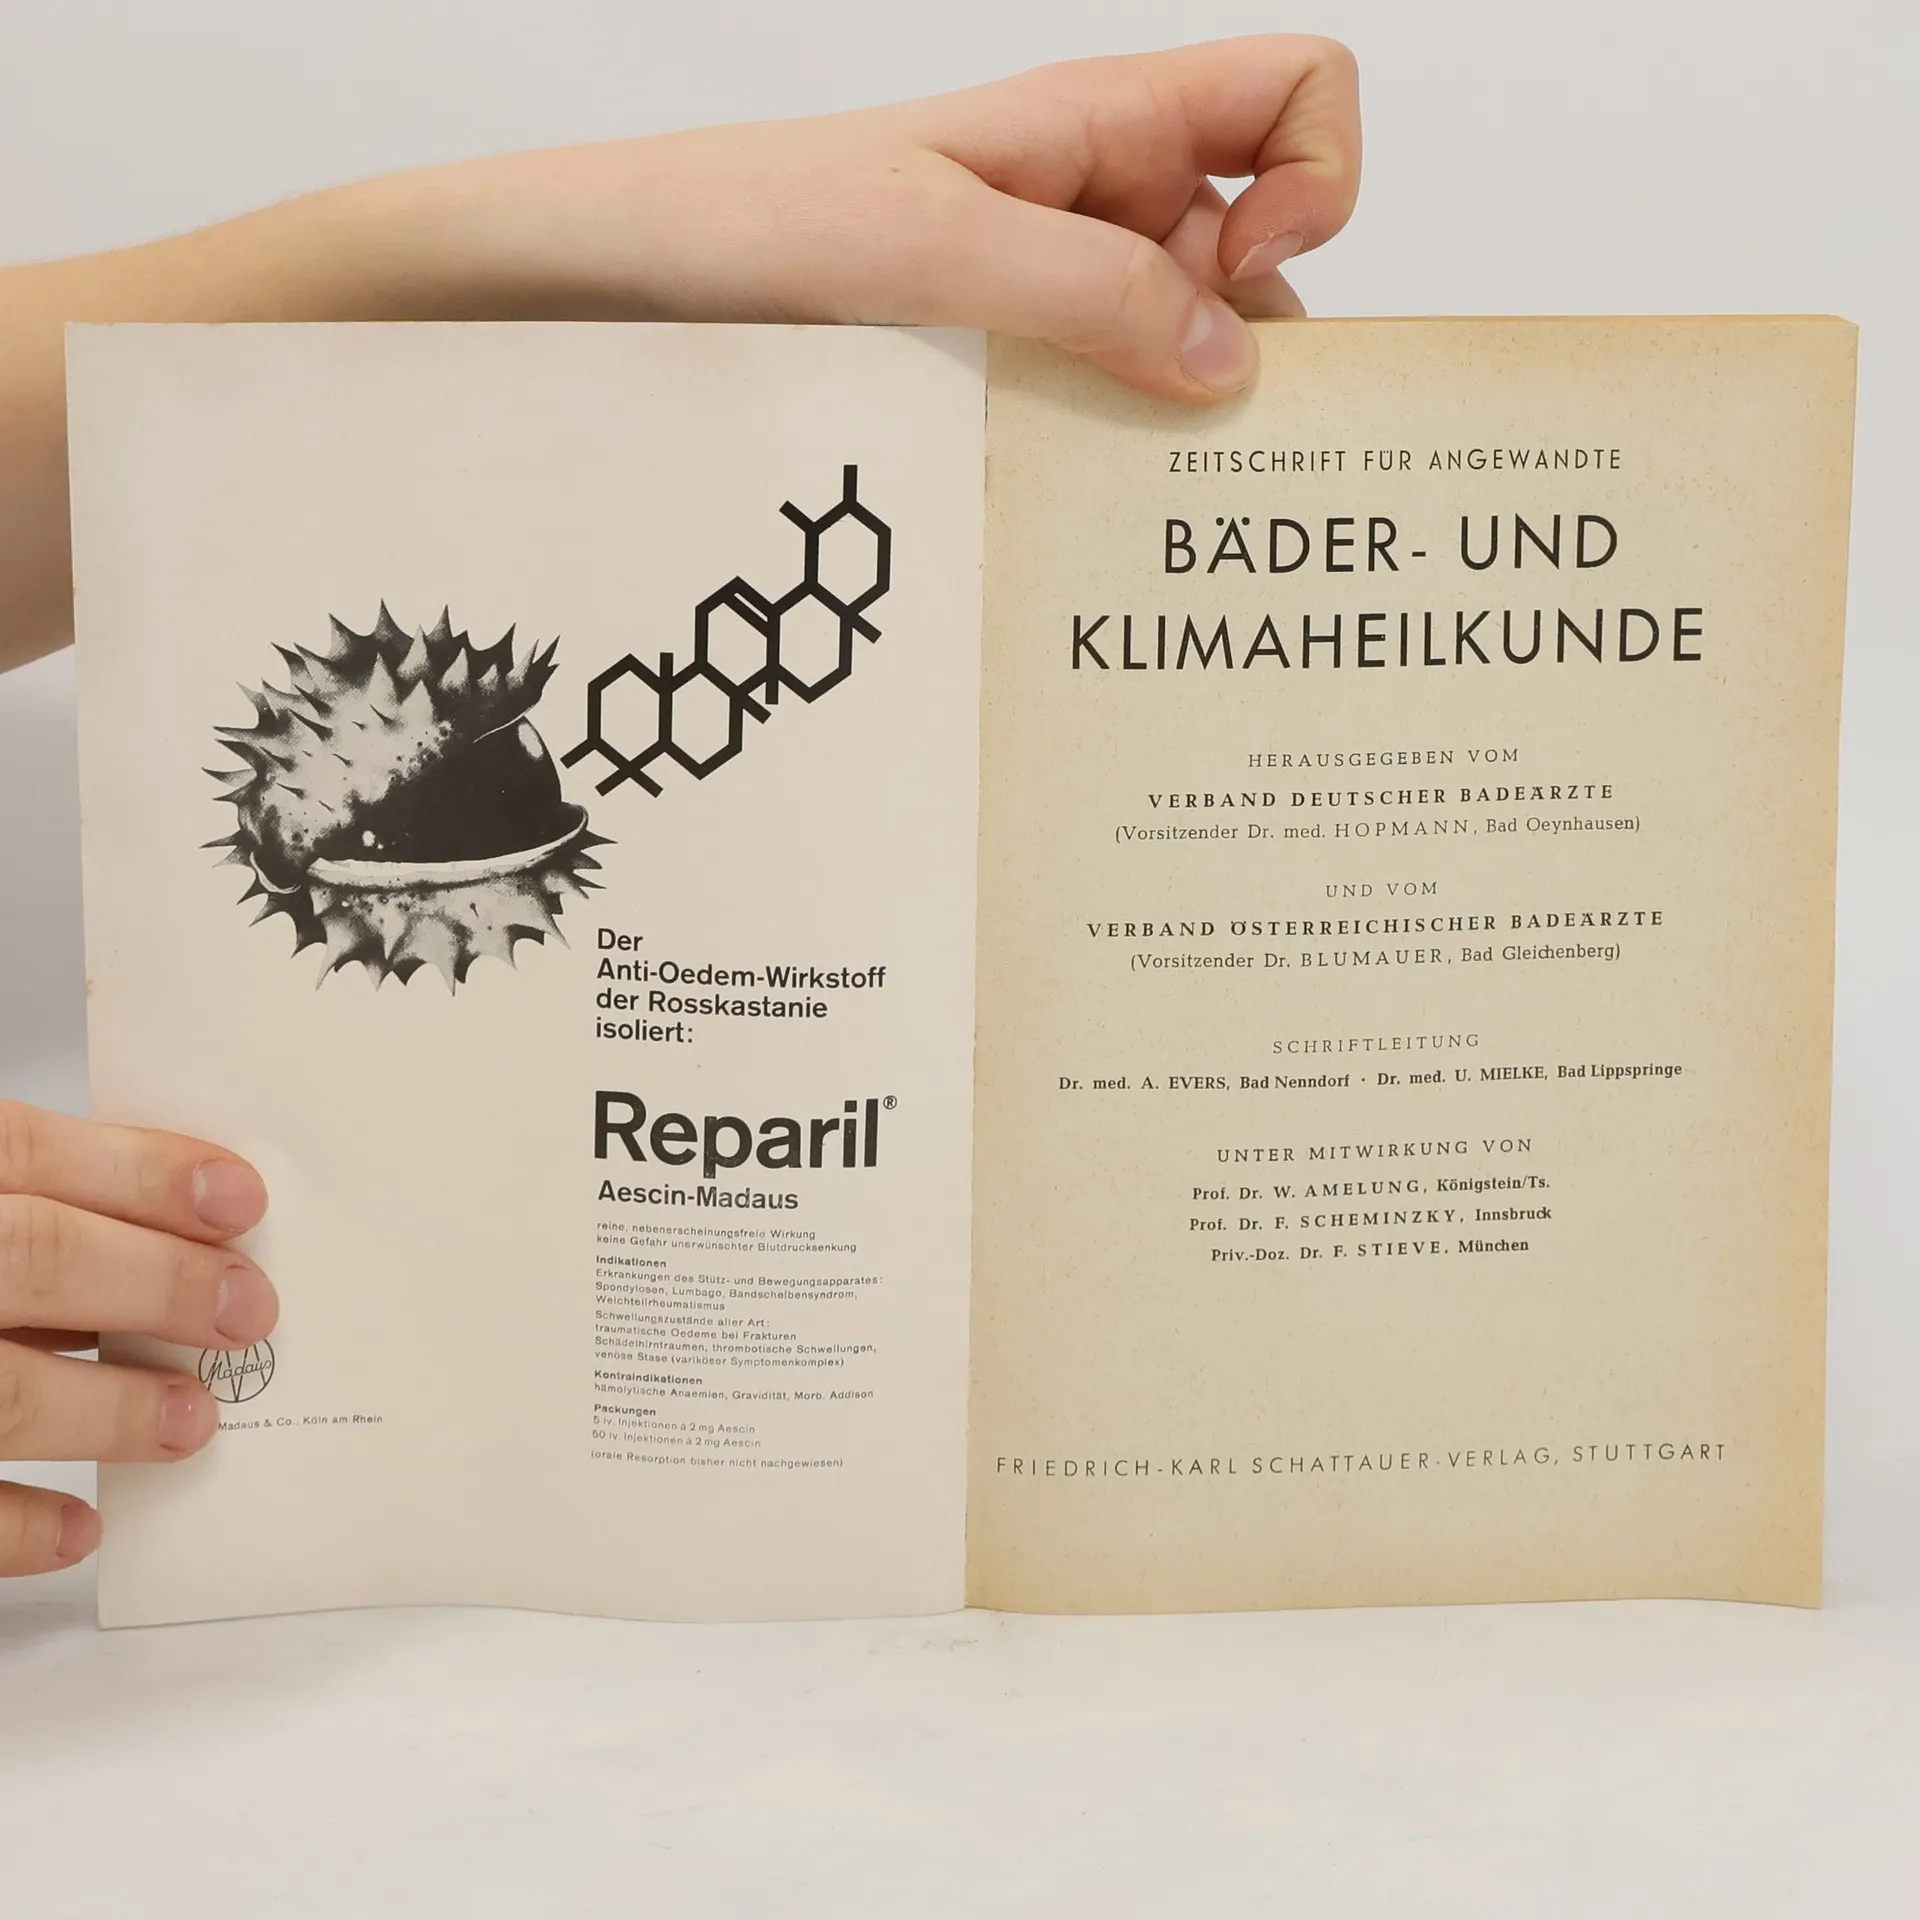 Der
Anti-Oedem-Wirkstoff
der Rosskastanie
isoliert:
Reparil®
Aescin-Madaus
reine, nebenerscheinungsfreie Wirkung
keine Gefahr unerwünschter Blutdrucksenkung
Indikationen
Erkrankungen des Stütz- und Bewegungsapparates:
Spondylosen, Lumbago, Bandscheibensyndrom,
Weichteilrheumatismus
Schwellungszustände aller Art:
traumatische Oedeme bei Frakturen
Schädelhirntraumen, thrombotische Schwellungen,
venöse Stase (variköser Symptomenkomplex)
Kontraindikationen
hämolytische Anaemien, Gravidität, Morb. Addison
Packungen
5 iv. Injektionen à 2 mg Aescin
50 iv. Injektionen à 2 mg Aescin
(orale Resorption bisher nicht nachgewiesen)
Madaus
Madaus & Co., Köln am Rhein
ZEITSCHRIFT FÜR ANGEWANDTE
BÄDER- UND
KLIMAHEILKUNDE
HERAUSGEGEBEN VOM
VERBAND DEUTSCHER BADEÄRZTE
(Vorsitzender Dr. med. HOPMANN, Bad Oeynhausen)
UND VOM
VERBAND ÖSTERREICHISCHER BADEÄRZTE
(Vorsitzender Dr. BLUMAUER, Bad Gleichenberg)
SCHRIFTLEITUNG
Dr. med. A. EVERS, Bad Nenndorf · Dr. med. U. MIELKE, Bad Lippspringe
UNTER MITWIRKUNG VON
Prof. Dr. W. AMELUNG, Königstein/Ts.
Prof. Dr. F. SCHEMINZKY, Innsbruck
Priv.-Doz. Dr. F. STIEVE, München
FRIEDRICH-KARL SCHATTAUER-VERLAG, STUTTGART